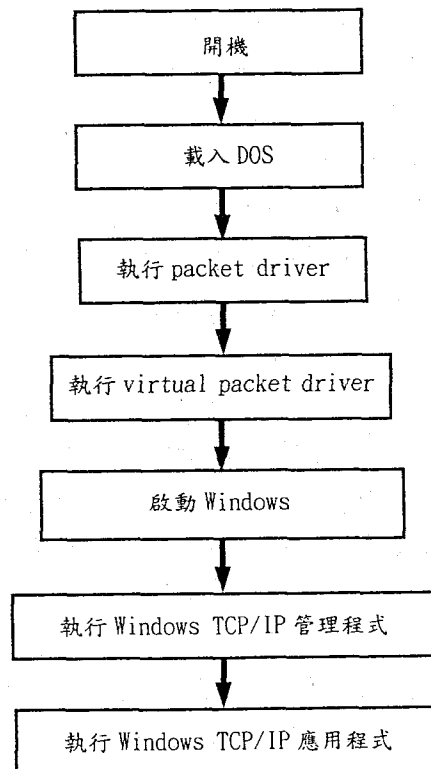 開機
載入 DOS
執行 packet driver
執行 virtual packet driver
啟動 Windows
執行 Windows TCP/IP 管理程式
執行 Windows TCP/IP 應用程式